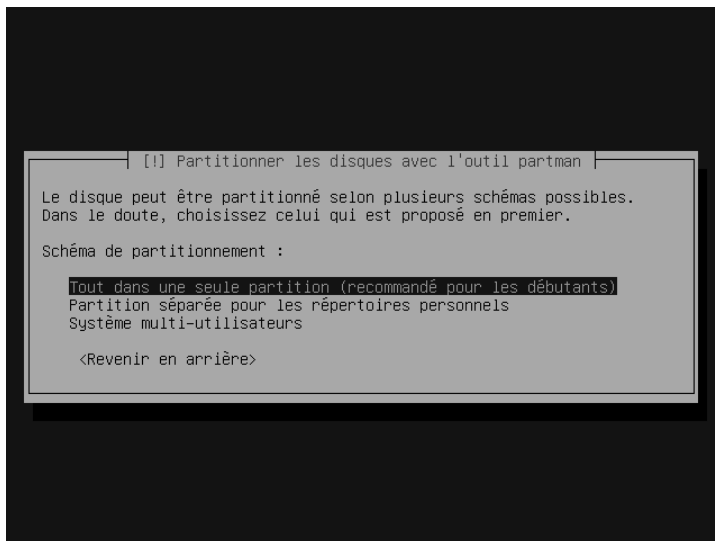 [!] Partitionner les disques avec l'outil partman
Le disque peut être partitionné selon plusieurs schémas possibles.
Dans le doute, choisissez celui qui est proposé en premier.
Schéma de partitionnement :
Tout dans une seule partition (recommandé pour les débutants)
Partition séparée pour les répertoires personnels
Système multi-utilisateurs
<Revenir en arrière>